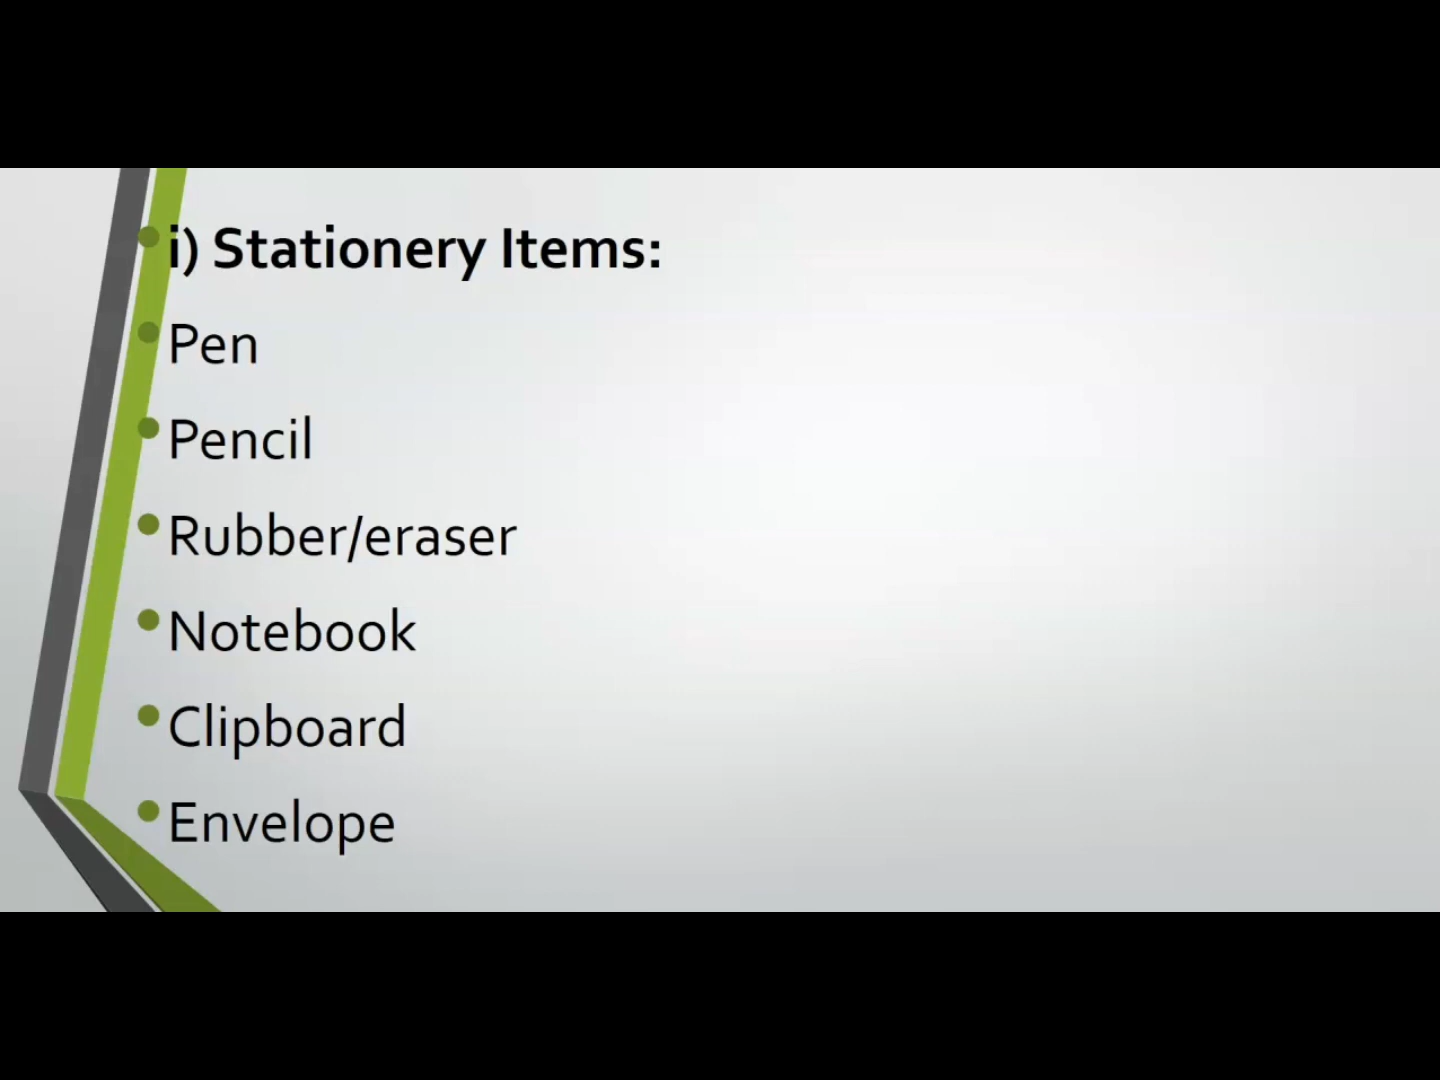 i) Stationery Items:
Pen
Pencil
Rubber/eraser
Notebook
Clipboard
Envelope